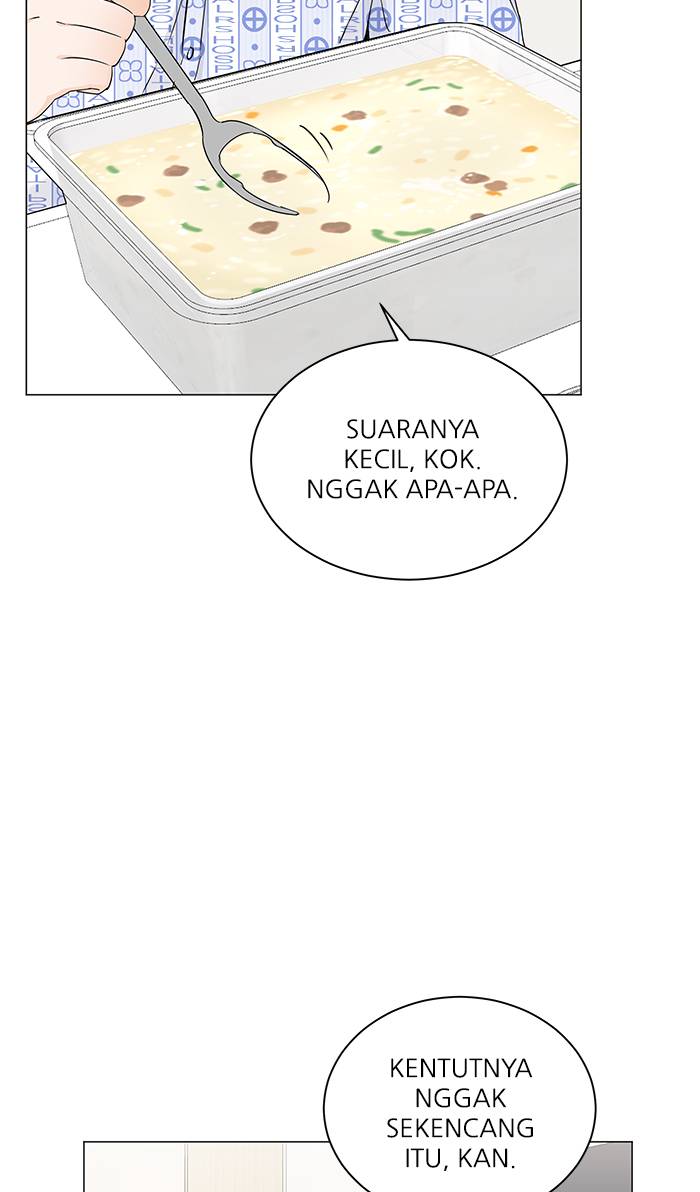 SUARANYA
KECIL, KOK.
NGGAK APA-APA.
KENTUTNYA
NGGAK
SEKENCANG
ITU, KAN.